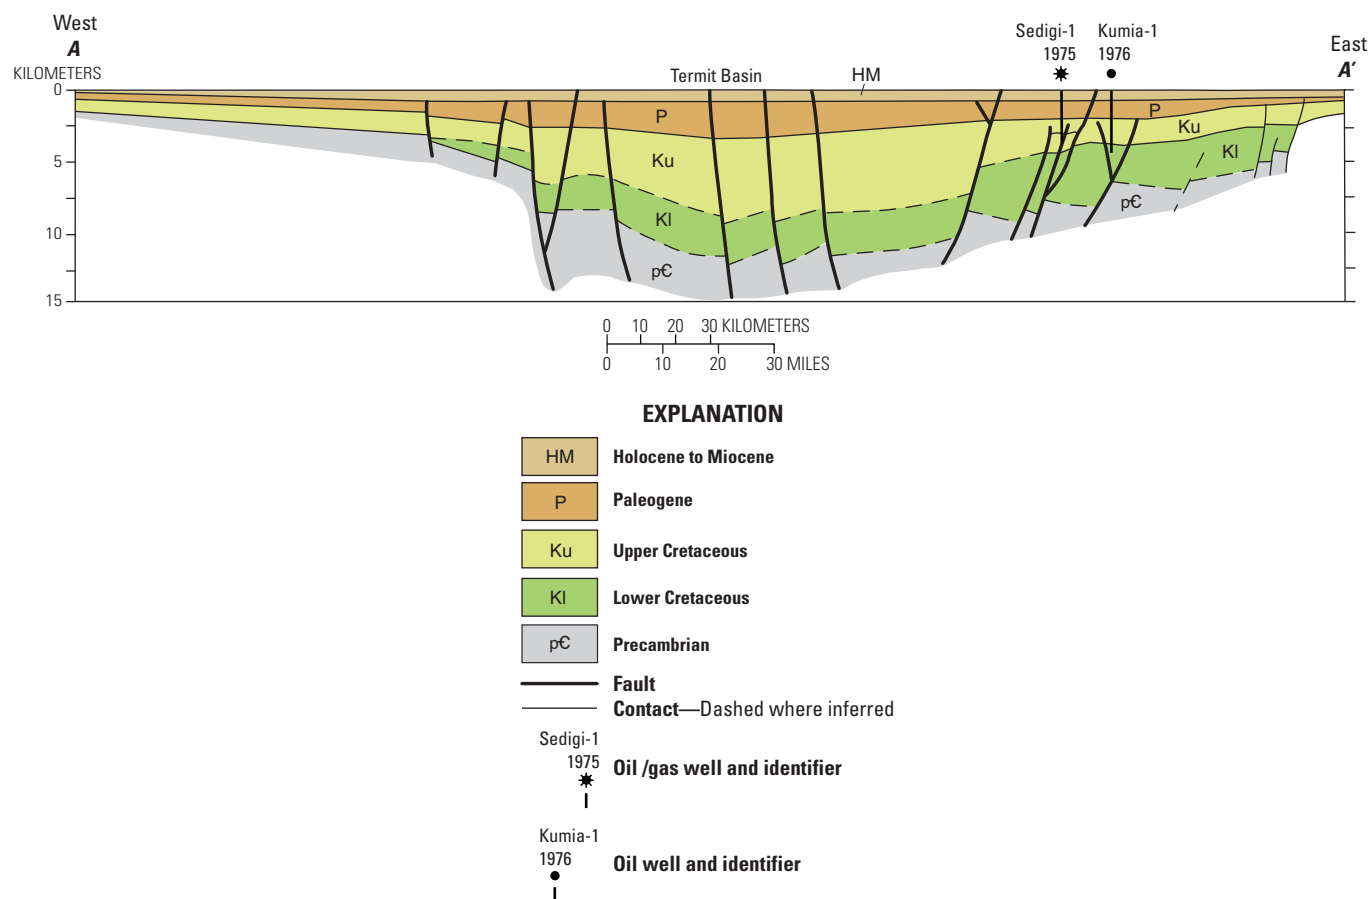 West
A
KILOMETERS
Sedigi-1
1975
Kumia-1
1976
East
A'
Termit Basin
HM
0
5
10
15
P
Ku
Kl
p€
P
Ku
Kl
p€
0 10 20 30 KILOMETERS
0 10 20 30 MILES
EXPLANATION
HM Holocene to Miocene
P Paleogene
Ku Upper Cretaceous
Kl Lower Cretaceous
p€ Precambrian
Fault
Contact—Dashed where inferred
Sedigi-1
1975
Oil /gas well and identifier
Kumia-1
1976
Oil well and identifier